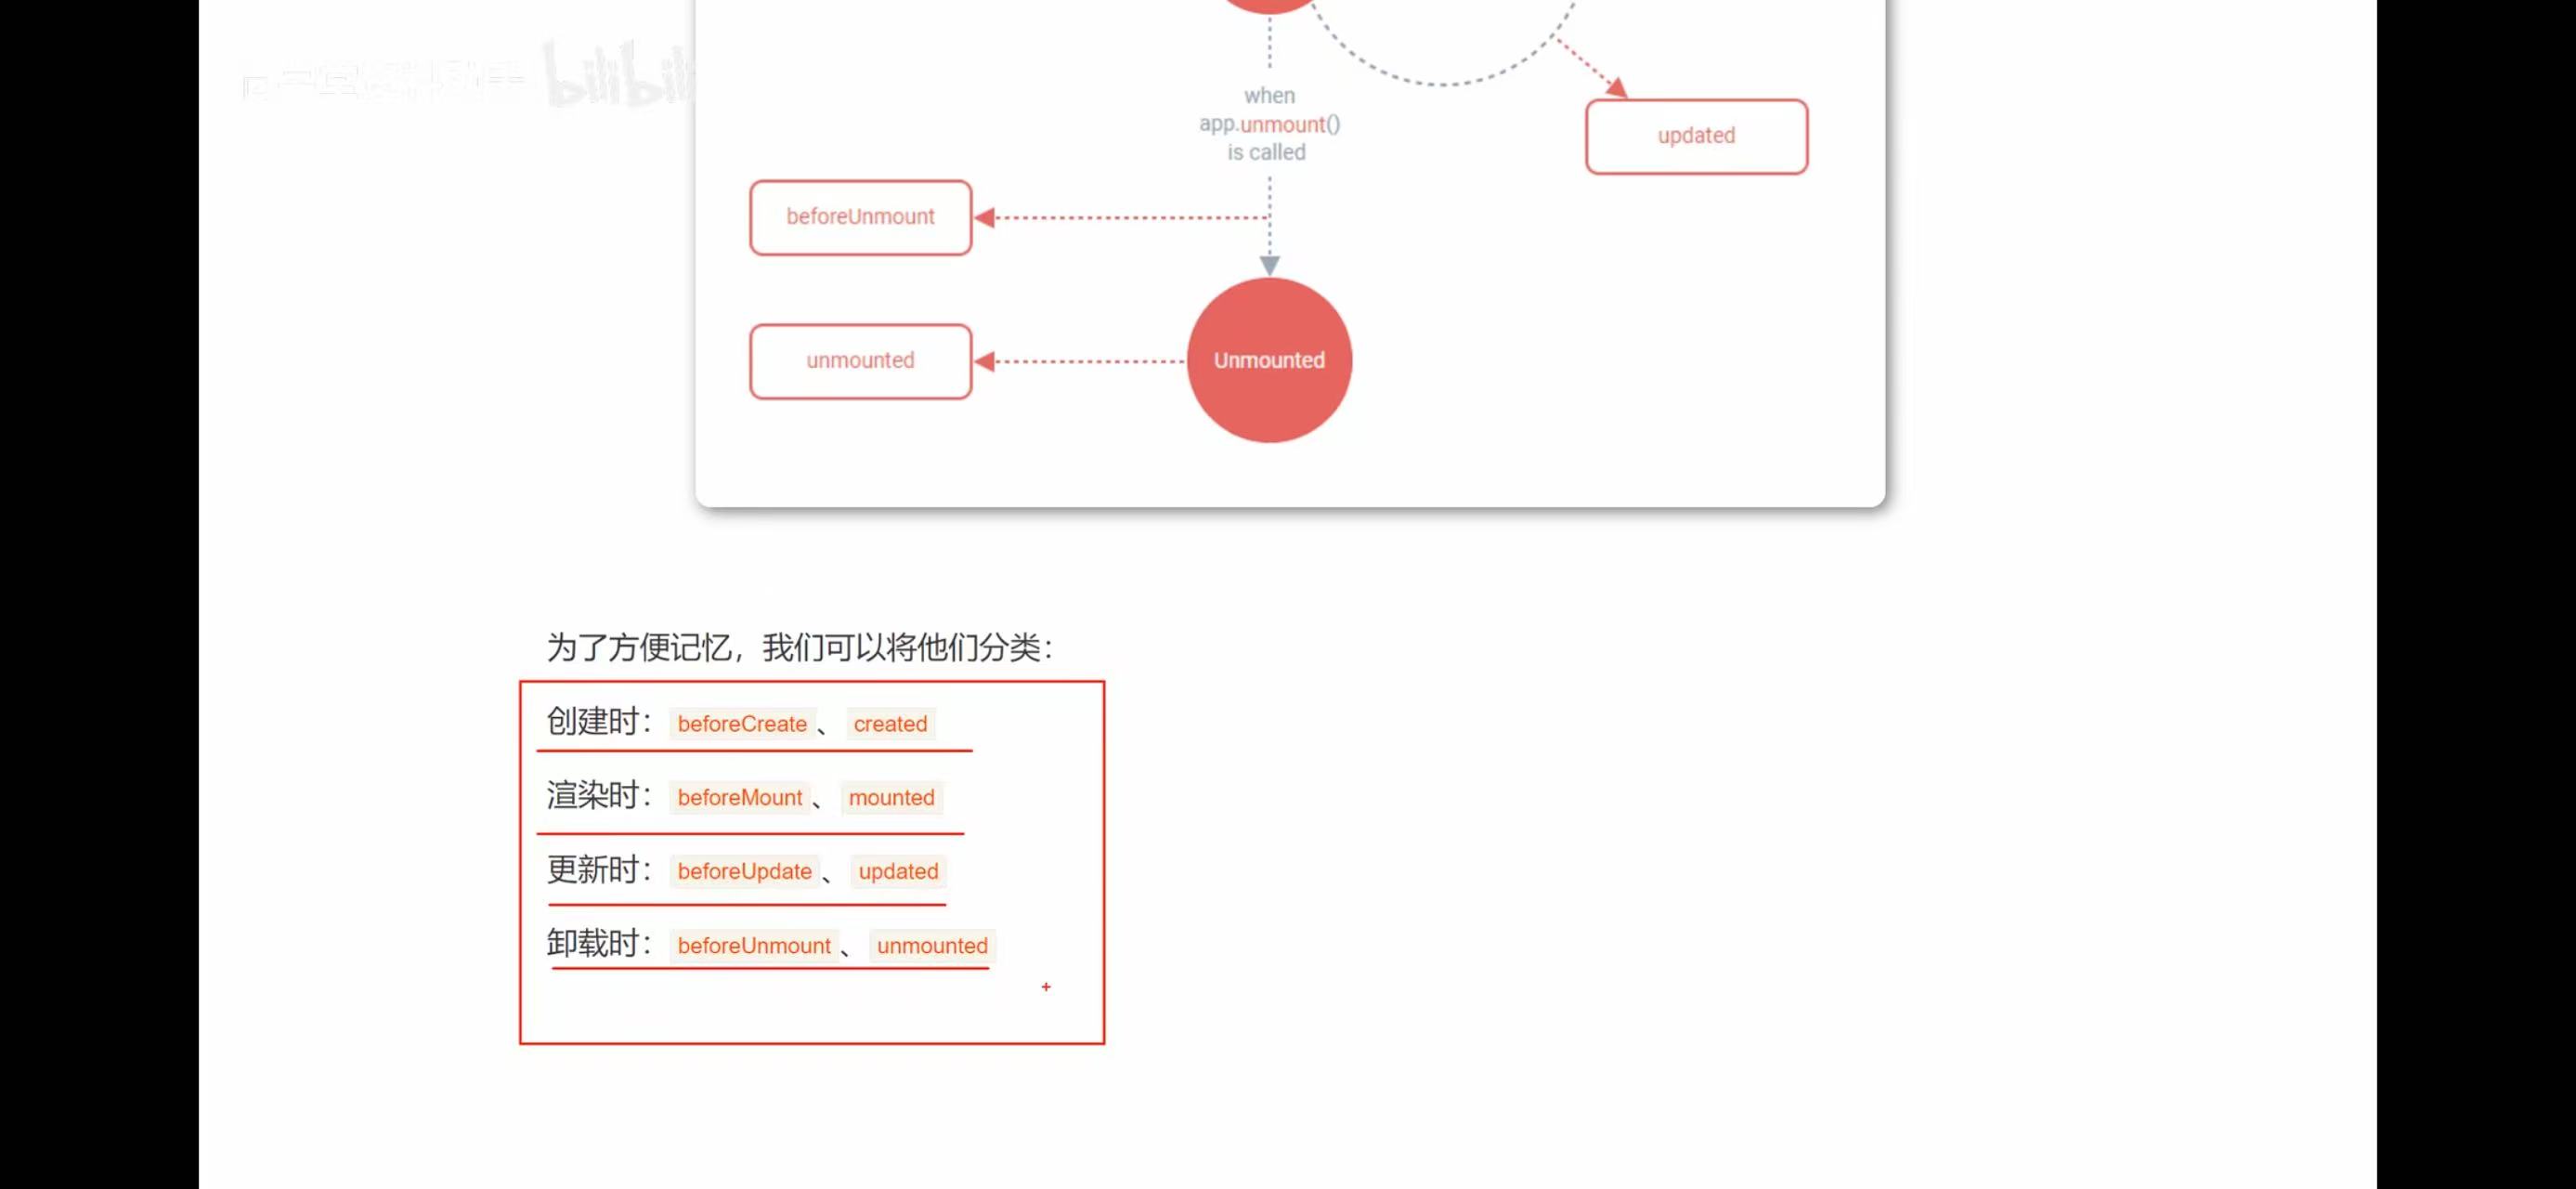 bilibili
when
app.unmount()
is called
updated
beforeUnmount
unmounted
Unmounted
为了方便记忆，我们可以将他们分类：
创建时：beforeCreate、created
渲染时：beforeMount、mounted
更新时：beforeUpdate、updated
卸载时：beforeUnmount、unmounted